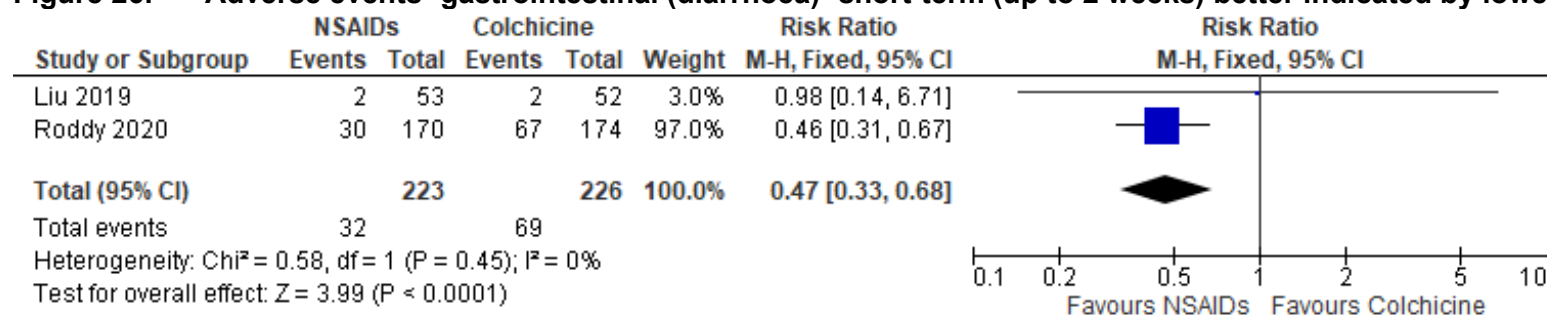 Adverse events- gastrointestinal (diarrhoea)- short term (up to 2 weeks) better indicated by
NSAIDs Colchicine Risk Ratio Risk Ratio
Study or Subgroup Events Total Events Total Weight M-H, Fixed, 95% CI M-H, Fixed, 95% CI
Liu 2019 2 53 2 52 3.0% 0.98 [0.14, 6.71]
Roddy 2020 30 170 67 174 97.0% 0.46 [0.31, 0.67]
Total (95% CI) 223 226 100.0% 0.47 [0.33, 0.68]
Total events 32 69
Heterogeneity: Chi² = 0.58, df = 1 (P = 0.45); I² = 0%
Test for overall effect: Z = 3.99 (P < 0.0001)
0.1 0.2 0.5 1 2 5 10
Favours NSAIDs Favours Colchicine